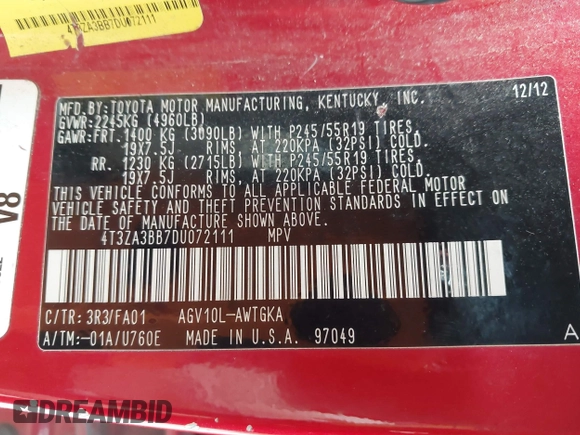 4T3ZA3BB7DU072111
MFD. BY:TOYOTA MOTOR MANUFACTURING, KENTUCKY, INC.
GVWR:2245KG (4960LB) 12/12
GAWR:FRT. 1400 KG (3090LB) WITH P245/55R19 TIRES,
19X7.5J RIMS, AT 220KPA (32PSI) COLD.
RR. 1230 KG (2715LB) WITH P245/55R19 TIRES,
19X7.5J RIMS, AT 220KPA (32PSI) COLD.
THIS VEHICLE CONFORMS TO ALL APPLICABLE FEDERAL MOTOR
VEHICLE SAFETY AND THEFT PREVENTION STANDARDS IN EFFECT ON
THE DATE OF MANUFACTURE SHOWN ABOVE.
4T3ZA3BB7DU072111 MPV
C/TR: 3R3/FA01 AGV10L-AWTGKA
A/TM:-01A/U760E MADE IN U.S.A. 97049 A
V8
DREAMBID